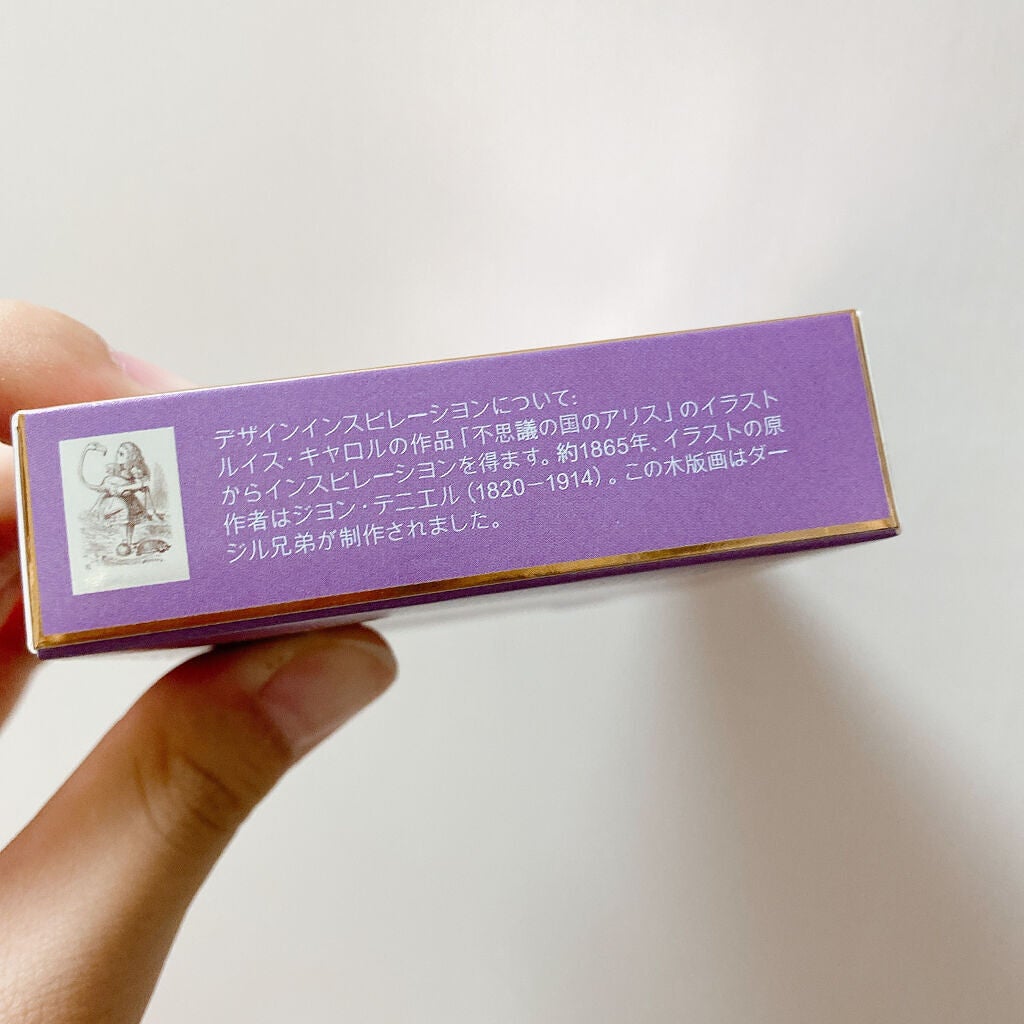 デザインインスピレーシヨンについて:
ルイス・キャロルの作品「不思議の国のアリス」のイラスト
からインスピレーシヨンを得ます。約1865年、イラストの原
作者はジヨン・テニエル（1820－1914）。この木版画はダー
ジル兄弟が制作されました。